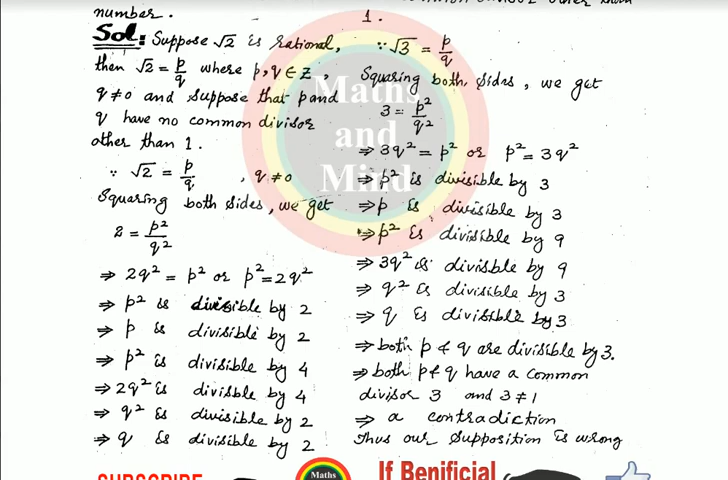 number.
Sol: Suppose √2 is rational,
then √2 = p/q where p, q ∈ Z,
q ≠ 0 and suppose that p and
q have no common divisor
other than 1.
∵ √2 = p/q , q ≠ 0
Squaring both sides, we get
2 = p²/q²
⇒ 2q² = p² or p² = 2q²
⇒ p² is divisible by 2
⇒ p is divisible by 2
⇒ p² is divisible by 4
⇒ 2q² is divisible by 4
⇒ q² is divisible by 2
⇒ q is divisible by 2
1.
∵ √3 = p/q
Squaring both sides, we get
3 = p²/q²
⇒ 3q² = p² or p² = 3q²
⇒ p² is divisible by 3
⇒ p is divisible by 3
⇒ p² is divisible by 9
⇒ 3q² is divisible by 9
⇒ q² is divisible by 3
⇒ q is divisible by 3
⇒ both p & q are divisible by 3.
⇒ both p & q have a common
divisor 3 and 3 ≠ 1
⇒ a contradiction
Thus our supposition is wrong
Maths
and
Mind
SUBSCRIBE
Maths
If Benificial